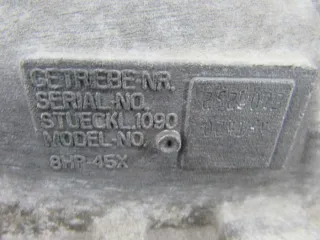 GETRIEBE-NR.
SERIAL-NO.
STUECKL.1090
MODEL-NO.
8HP-45X